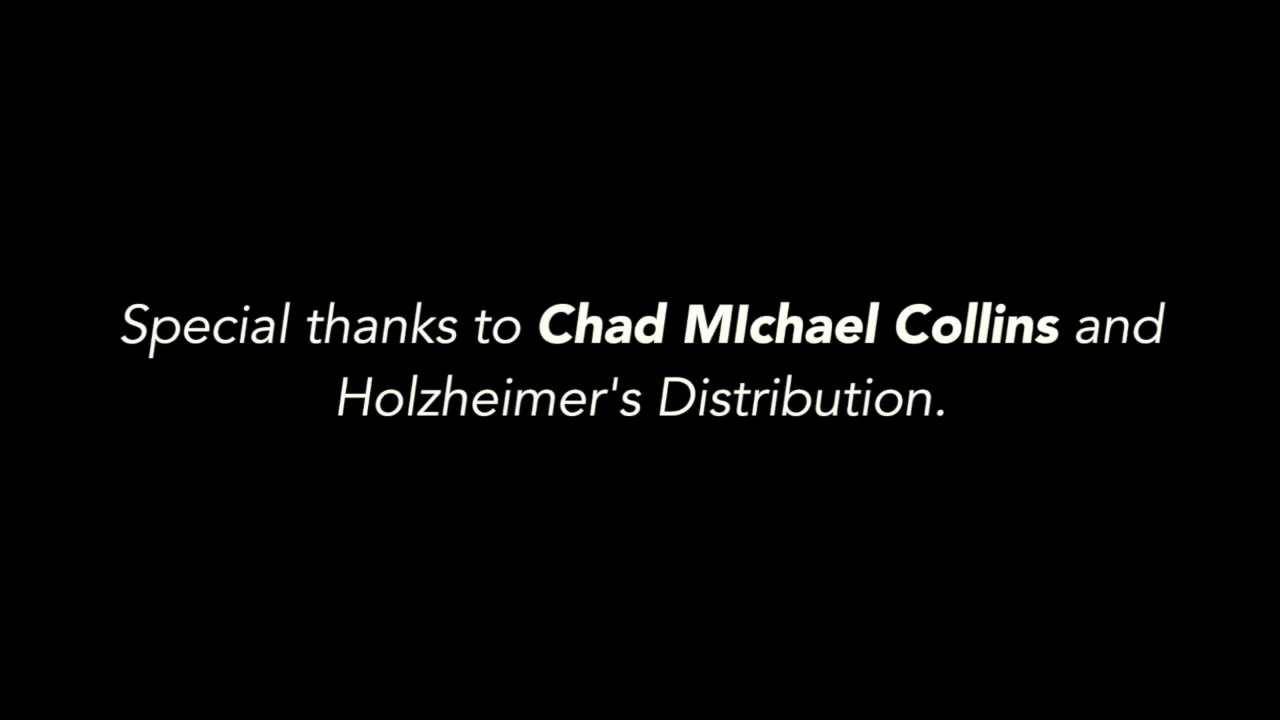 Special thanks to Chad MIchael Collins and
Holzheimer's Distribution.